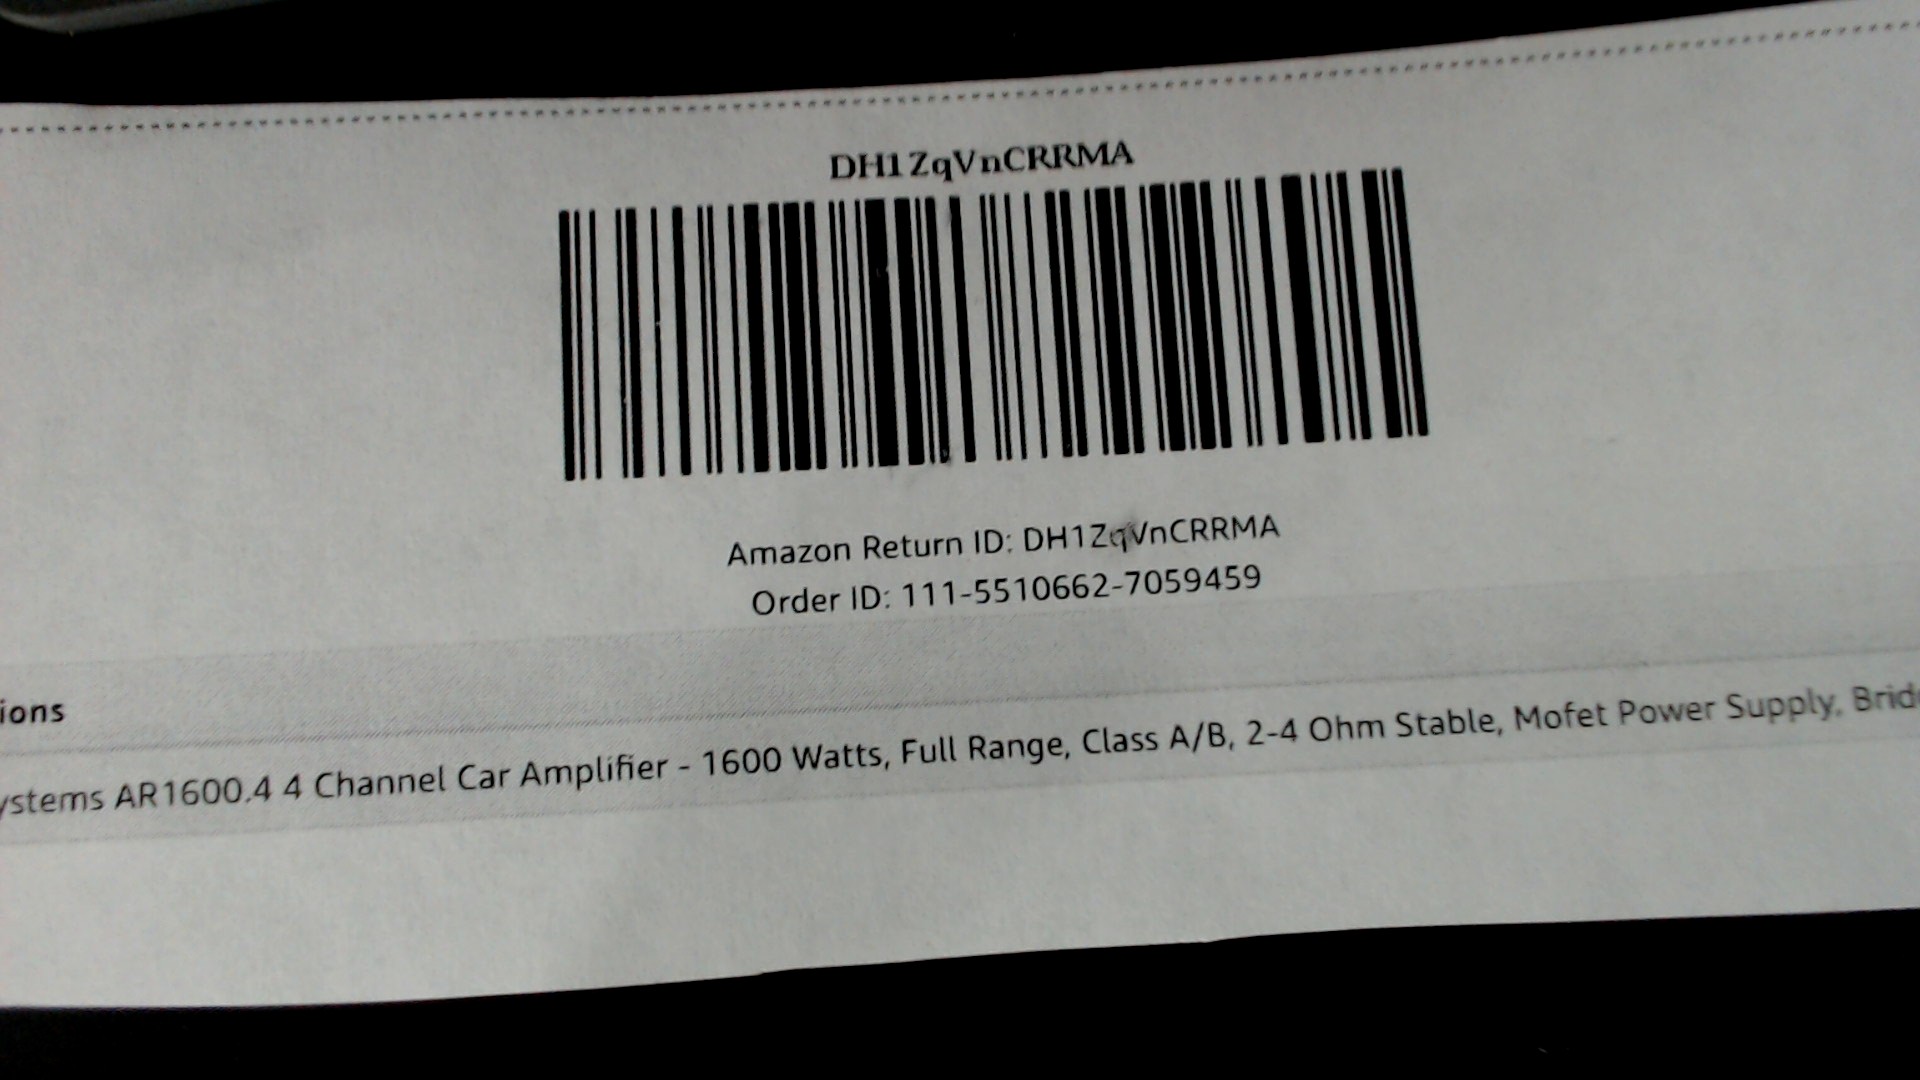 DH1ZqVnCRRMA
Amazon Return ID: DH1ZqVnCRRMA
Order ID: 111-5510662-7059459
ions
ystems AR1600.4 4 Channel Car Amplifier - 1600 Watts, Full Range, Class A/B, 2-4 Ohm Stable, Mofet Power Supply, Bridg